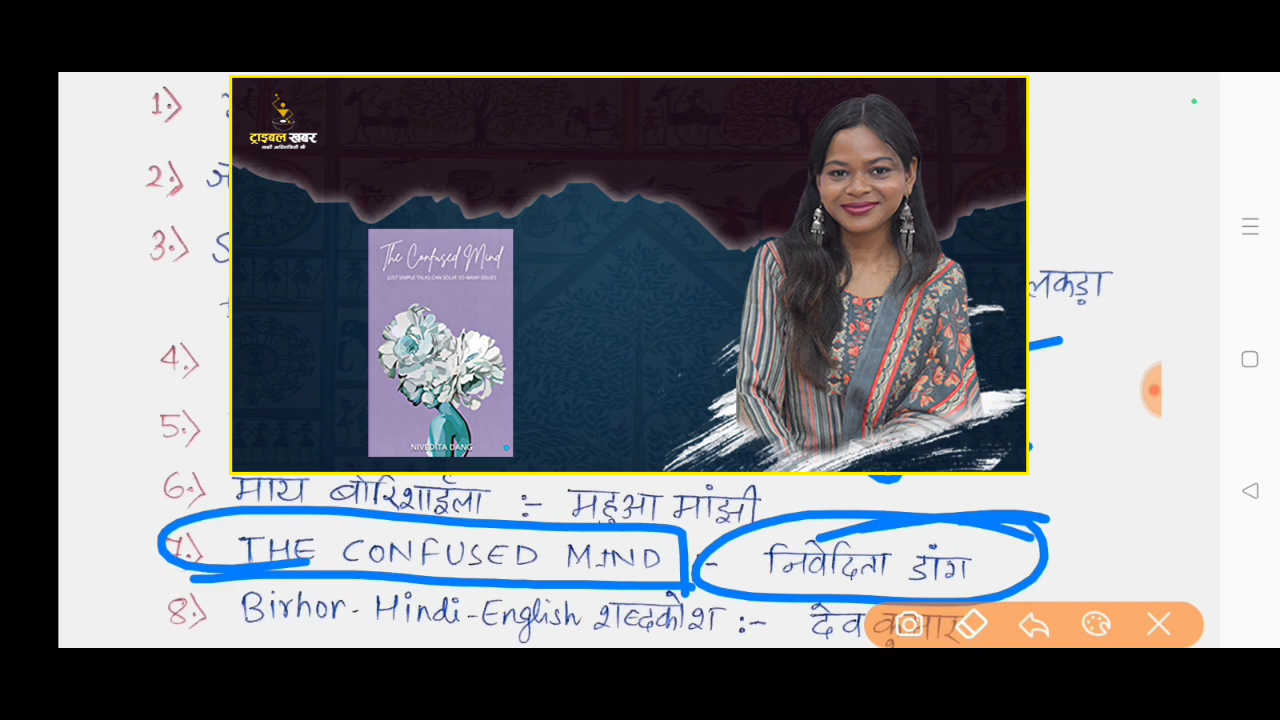 1.)
2.)
3.)
लकड़ा
4.)
5.)
6.) माय बोरिशाईला :- महुआ मांझी
7.) THE CONFUSED MIND - निवेदिता डांग
8.) Birhor-Hindi-English शब्दकोश :- देव कुमार
ट्राइबल खबर
The Confused Mind
JUST SIMPLE TALKS CAN SOLVE SO MANY ISSUES
NIVEDITA DANG